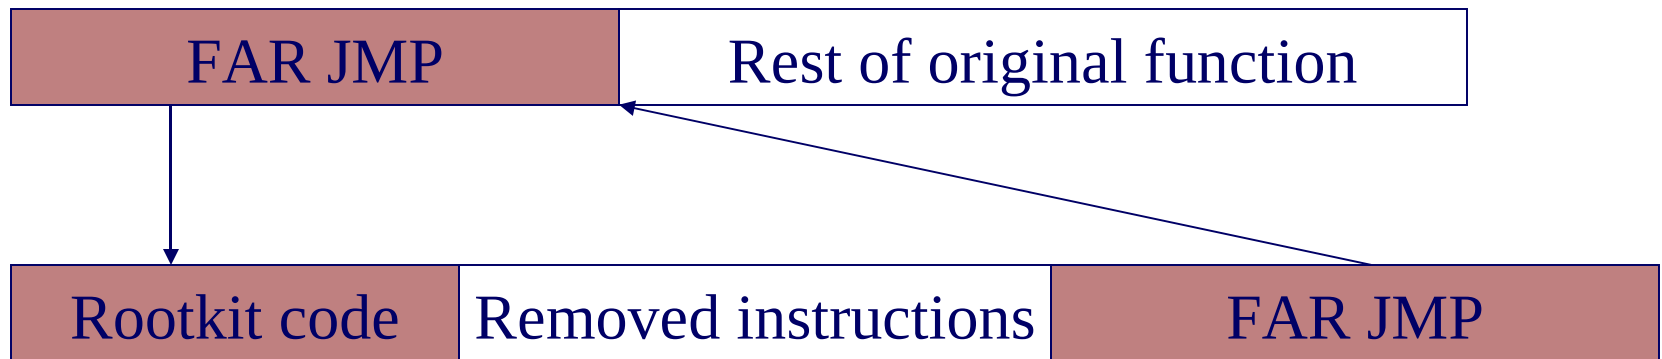 FAR JMP Rest of original function
Rootkit code Removed instructions FAR JMP